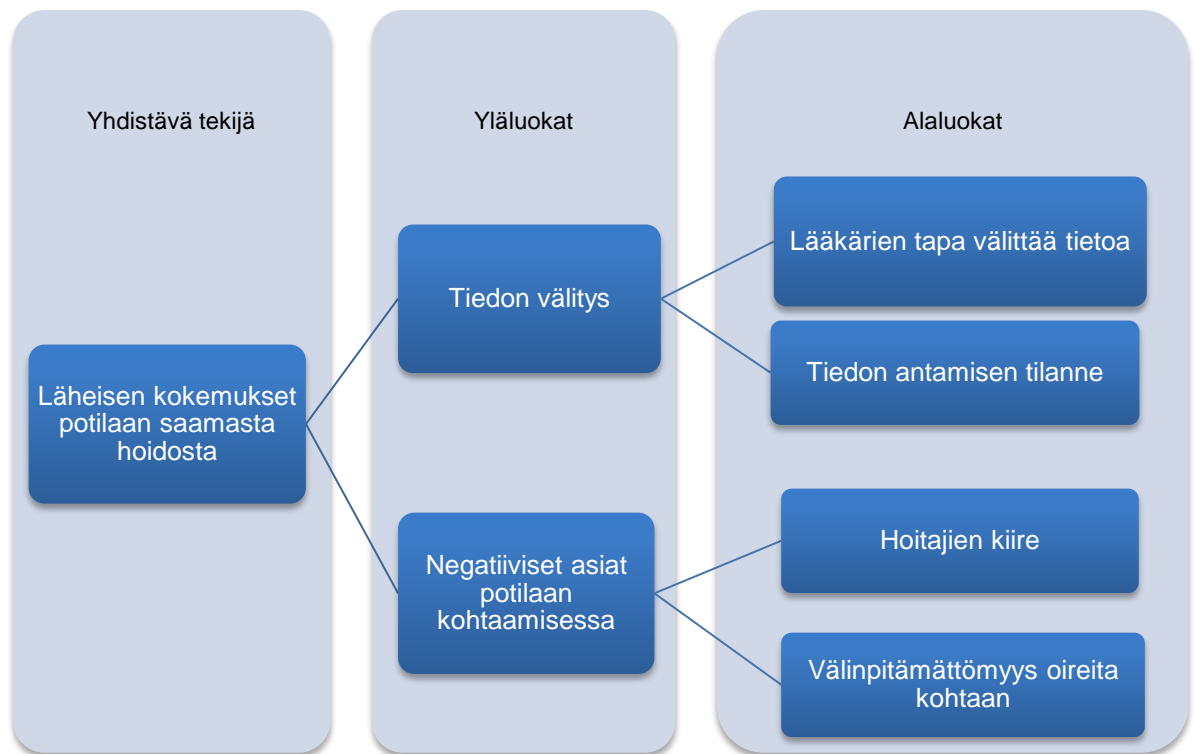 Yhdistävä tekijä
Yläluokat
Alaluokat
Läheisen kokemukset
potilaan saamasta
hoidosta
Tiedon välitys
Negatiiviset asiat
potilaan
kohtaamisessa
Lääkärien tapa välittää tietoa
Tiedon antamisen tilanne
Hoitajien kiire
Välinpitämättömyys oireita
kohtaan